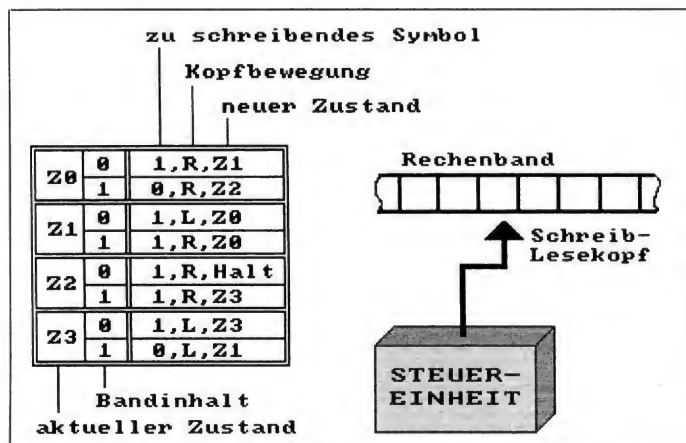 zu schreibendes Symbol
Kopfbewegung
neuer Zustand
Z0 0 1,R,Z1
1 0,R,Z2
Z1 0 1,L,Z0
1 1,R,Z0
Z2 0 1,R,Halt
1 1,R,Z3
Z3 0 1,L,Z3
1 0,L,Z1
Bandinhalt
aktueller Zustand
Rechenband
Schreib-
Lesekopf
STEUER-
EINHEIT